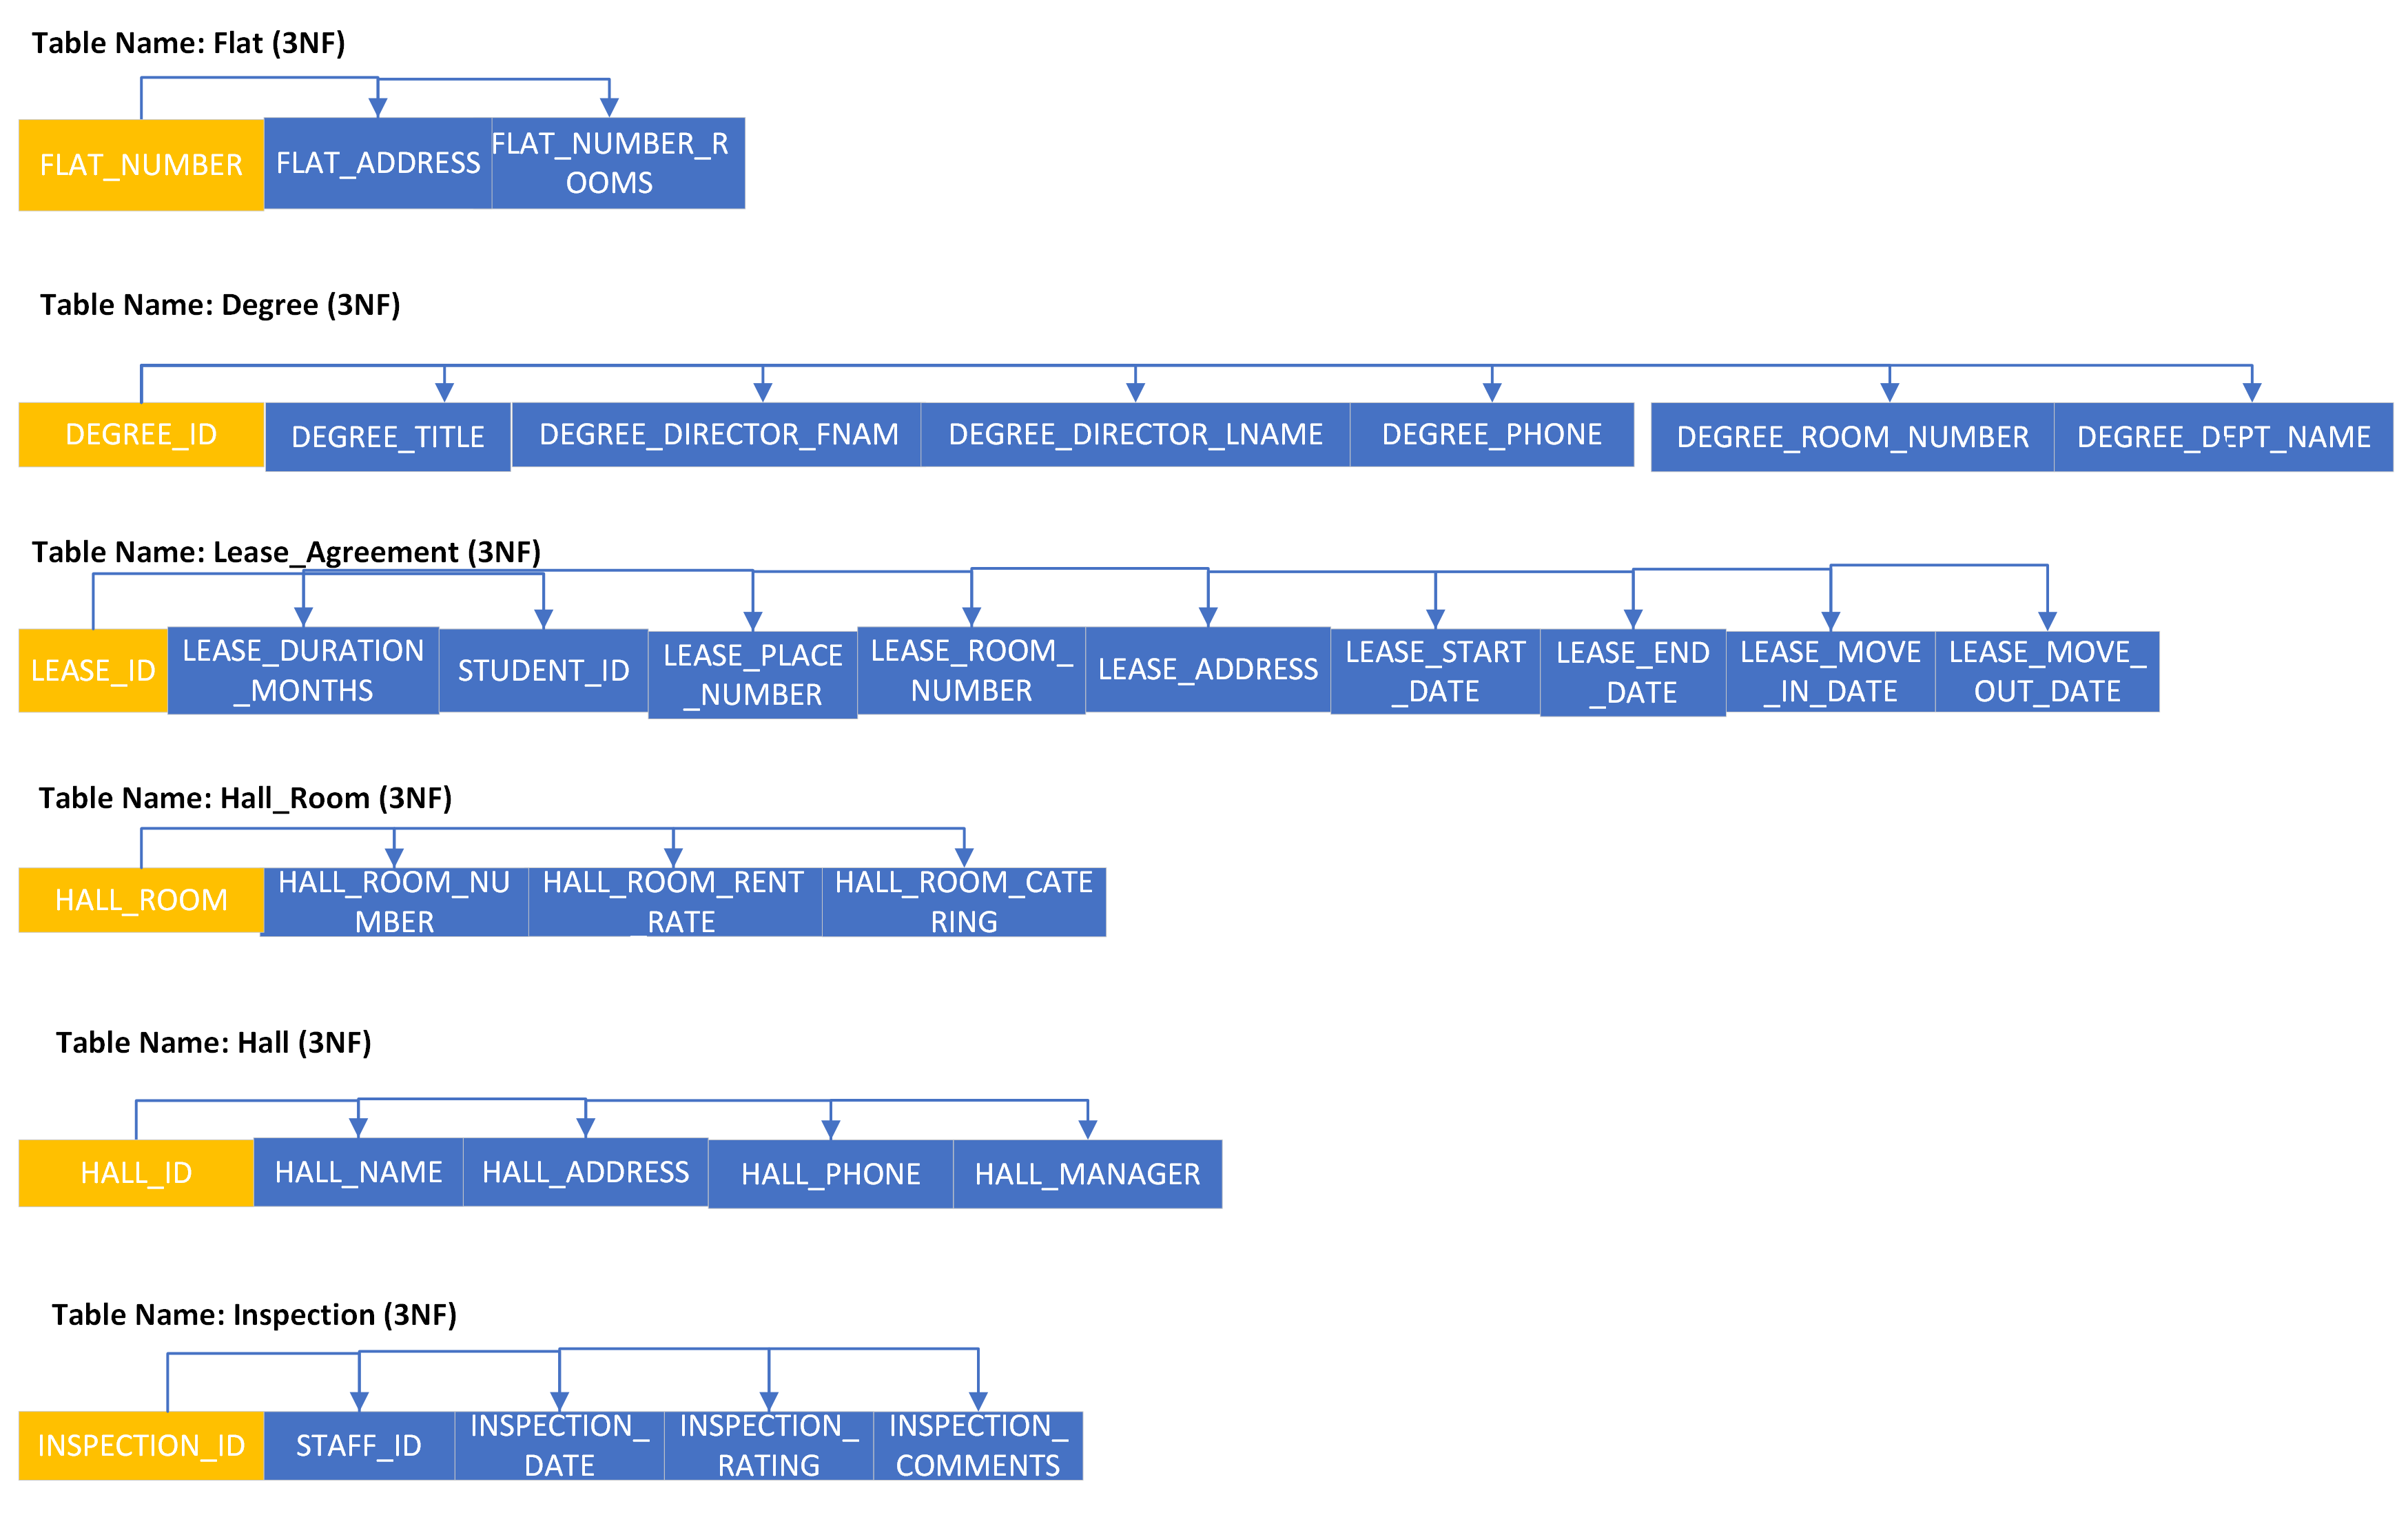 Table Name: Flat (3NF)
FLAT_NUMBER
FLAT_ADDRESS
FLAT_NUMBER_R
OOMS
Table Name: Degree (3NF)
DEGREE_ID
DEGREE_TITLE
DEGREE_DIRECTOR_FNAM
DEGREE_DIRECTOR_LNAME
DEGREE_PHONE
DEGREE_ROOM_NUMBER
DEGREE_DEPT_NAME
Table Name: Lease_Agreement (3NF)
LEASE_ID
LEASE_DURATION
_MONTHS
STUDENT_ID
LEASE_PLACE
_NUMBER
LEASE_ROOM_
NUMBER
LEASE_ADDRESS
LEASE_START
_DATE
LEASE_END
_DATE
LEASE_MOVE
_IN_DATE
LEASE_MOVE_
OUT_DATE
Table Name: Hall_Room (3NF)
HALL_ROOM
HALL_ROOM_NU
MBER
HALL_ROOM_RENT
_RATE
HALL_ROOM_CATE
RING
Table Name: Hall (3NF)
HALL_ID
HALL_NAME
HALL_ADDRESS
HALL_PHONE
HALL_MANAGER
Table Name: Inspection (3NF)
INSPECTION_ID
STAFF_ID
INSPECTION_
DATE
INSPECTION_
RATING
INSPECTION_
COMMENTS